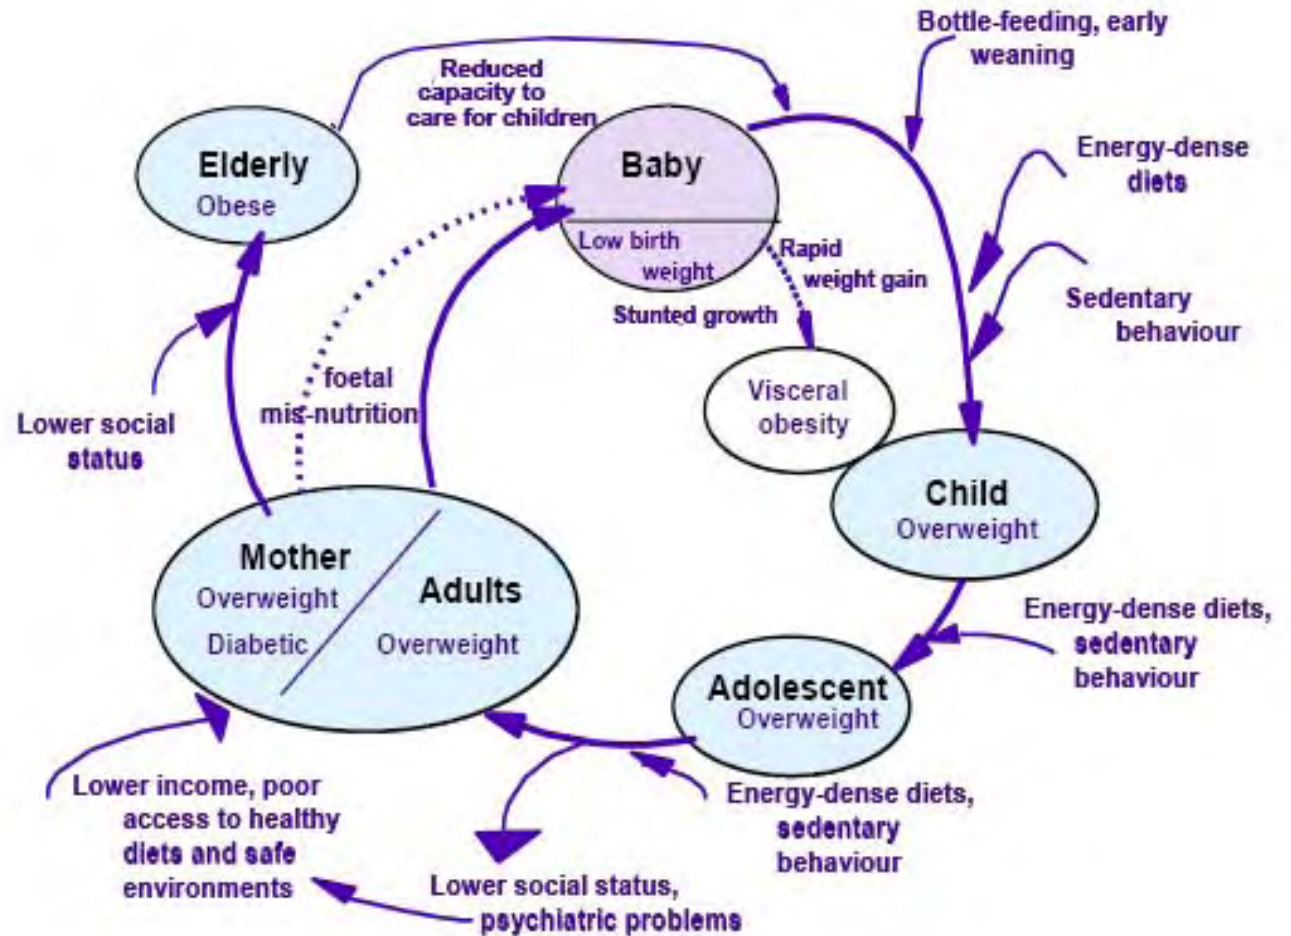 Bottle-feeding, early
weaning
Reduced
capacity to
care for children
Elderly
Obese
Baby
Low birth
weight
Energy-dense
diets
Rapid
weight gain
Sedentary
behaviour
Stunted growth
foetal
mis-nutrition
Visceral
obesity
Lower social
status
Child
Overweight
Mother
Overweight
Diabetic
Adults
Overweight
Energy-dense diets,
sedentary
behaviour
Adolescent
Overweight
Lower income, poor
access to healthy
diets and safe
environments
Energy-dense diets,
sedentary
behaviour
Lower social status,
psychiatric problems